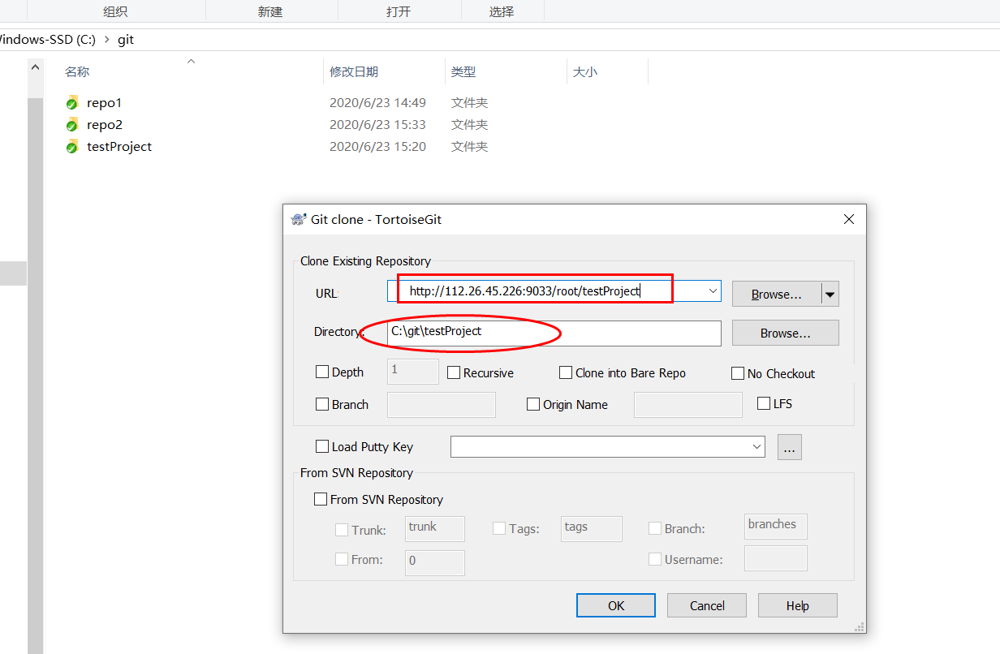 组织 新建 打开 选择
Windows-SSD (C:) > git
名称 修改日期 类型 大小
repo1 2020/6/23 14:49 文件夹
repo2 2020/6/23 15:33 文件夹
testProject 2020/6/23 15:20 文件夹
Git clone - TortoiseGit
Clone Existing Repository
URL: http://112.26.45.226:9033/root/testProject Browse...
Directory: C:\git\testProject Browse...
Depth 1 Recursive Clone into Bare Repo No Checkout
Branch Origin Name LFS
Load Putty Key ...
From SVN Repository
From SVN Repository
Trunk: trunk Tags: tags Branch: branches
From: 0 Username:
OK Cancel Help